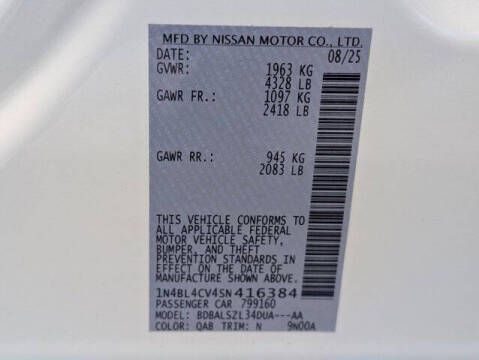 MFD BY NISSAN MOTOR CO., LTD.
DATE: 08/25
GVWR: 1963 KG
4328 LB
GAWR FR.: 1097 KG
2418 LB
GAWR RR.: 945 KG
2083 LB
THIS VEHICLE CONFORMS TO
ALL APPLICABLE FEDERAL
MOTOR VEHICLE SAFETY,
BUMPER, AND THEFT
PREVENTION STANDARDS IN
EFFECT ON THE DATE OF
MANUFACTURE SHOWN ABOVE.
1N4BL4CV4SN416384
PASSENGER CAR 799160
MODEL: BDBALSZL34DUA---AA
COLOR: QAB TRIM: N 9N00A